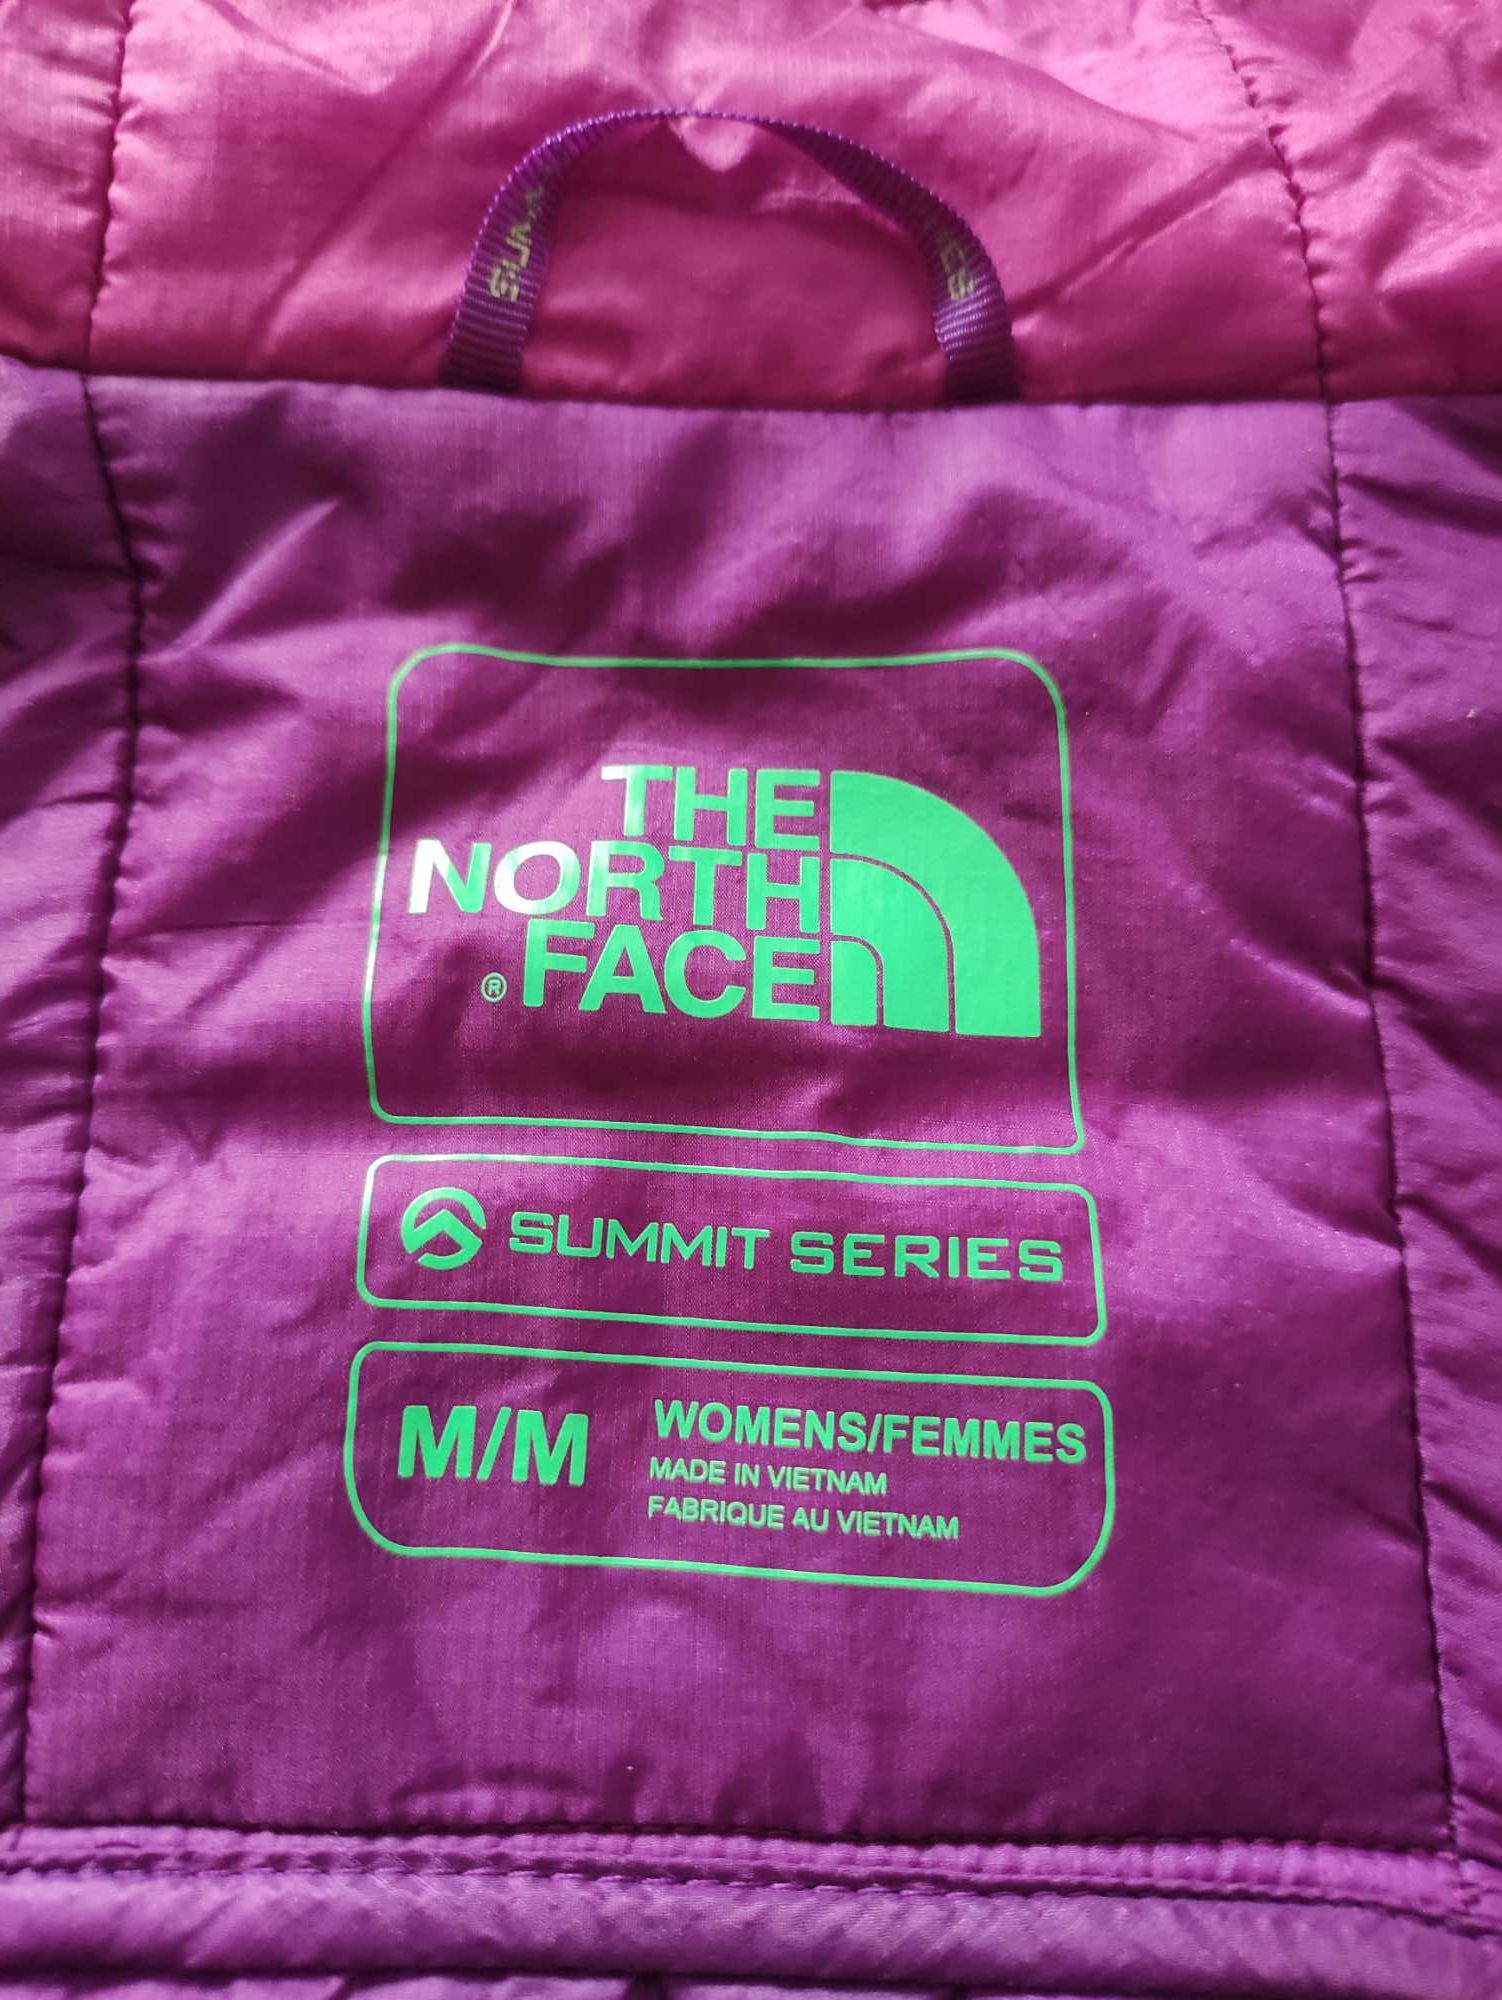 THE
NORTH
FACE
®
SUMMIT SERIES
M/M
WOMENS/FEMMES
MADE IN VIETNAM
FABRIQUE AU VIETNAM